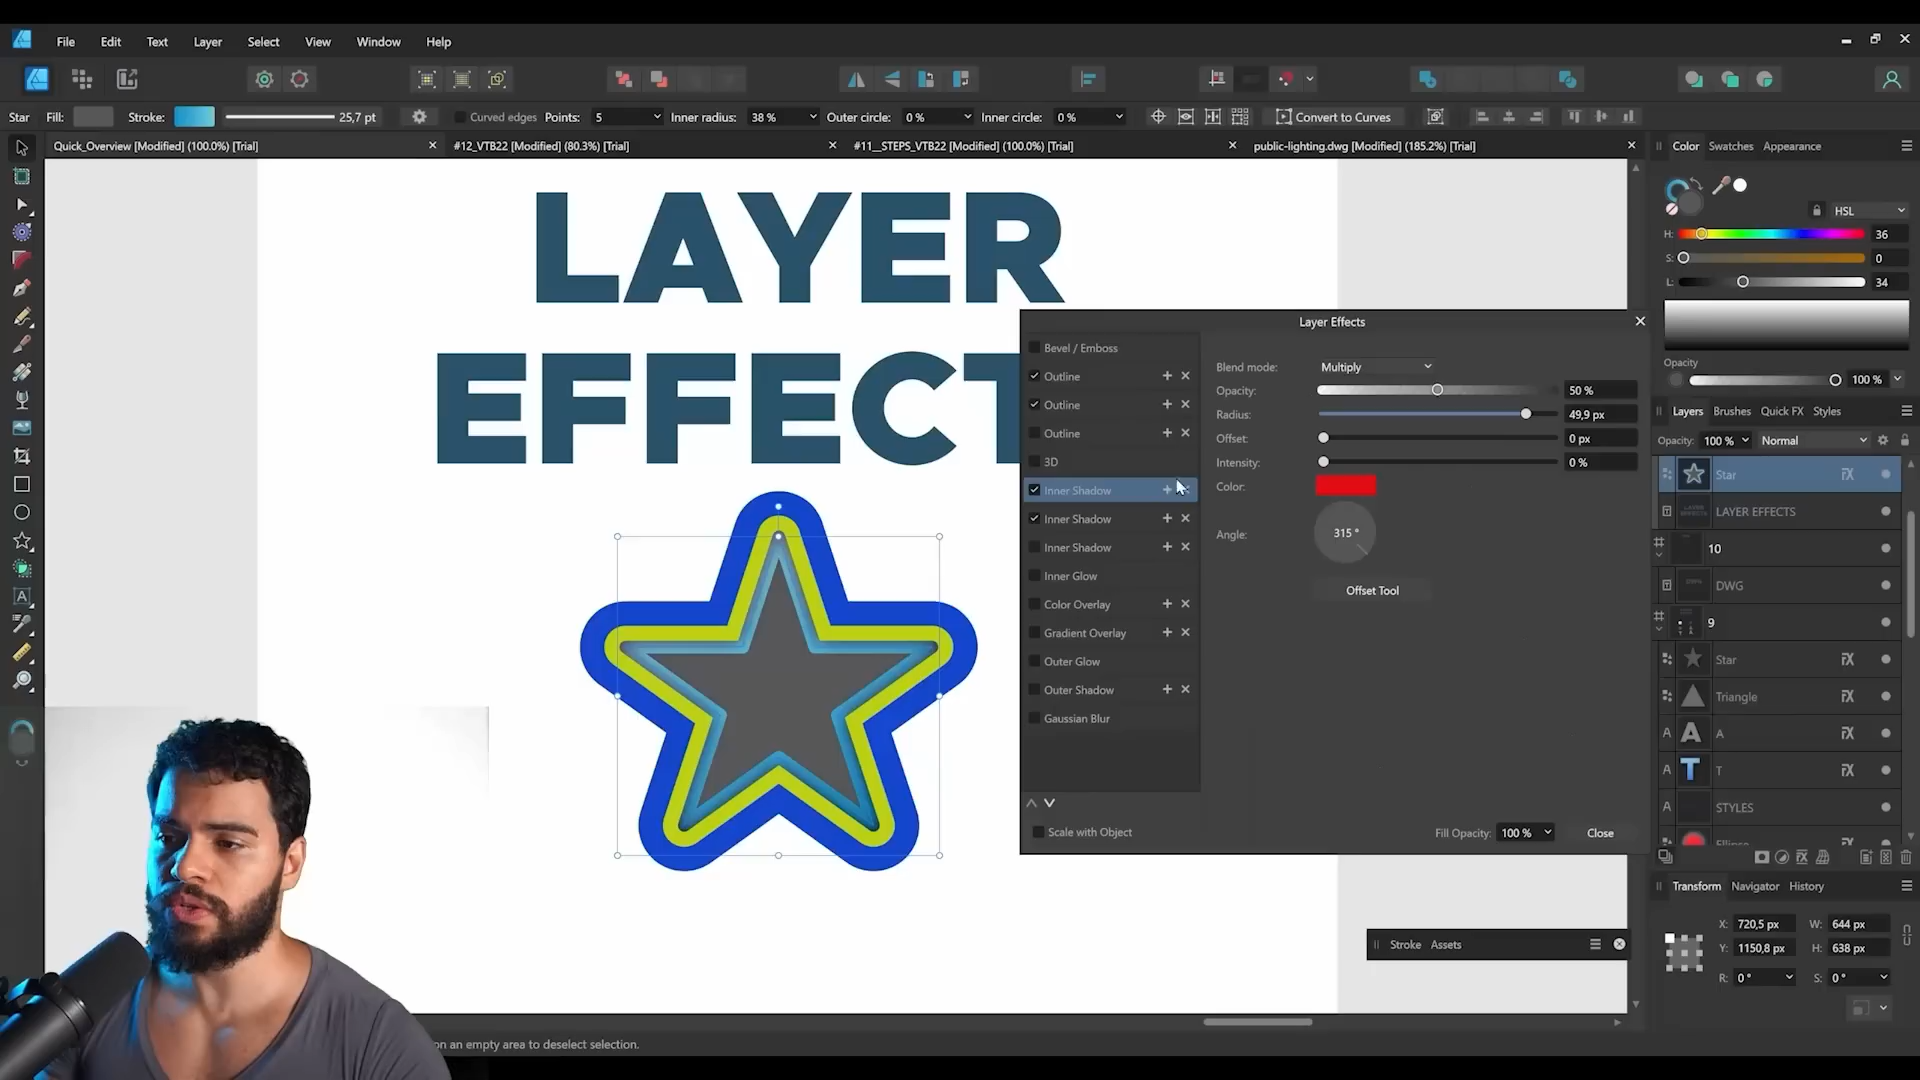 File Edit Text Layer Select View Window Help
Star Fill: Stroke: 25,7 pt Curved edges Points: 5 Inner radius: 38 % Outer circle: 0 % Inner circle: 0 % Convert to Curves
Quick_Overview [Modified] (100.0%) [Trial] #12_VTB22 [Modified] (80.3%) [Trial] #11__STEPS_VTB22 [Modified] (100.0%) [Trial] public-lighting.dwg [Modified] (185.2%) [Trial]
LAYER
EFFECT
Layer Effects
Bevel / Emboss
Outline
Outline
Outline
3D
Inner Shadow
Inner Shadow
Inner Shadow
Inner Glow
Color Overlay
Gradient Overlay
Outer Glow
Outer Shadow
Gaussian Blur
Scale with Object
Blend mode: Multiply
Opacity: 50 %
Radius: 49,9 px
Offset: 0 px
Intensity: 0 %
Color:
Angle: 315 °
Offset Tool
Fill Opacity: 100 % Close
Color Swatches Appearance
HSL
H: 36
S: 0
L: 34
Opacity
100 %
Layers Brushes Quick FX Styles
Opacity: 100 % Normal
Star
LAYER EFFECTS
10
DWG
9
Star
Triangle
A A
T
A STYLES
Ellipse
Transform Navigator History
X: 720,5 px W: 644 px
Y: 1150,8 px H: 638 px
R: 0 ° S: 0 °
Stroke Assets
on an empty area to deselect selection.